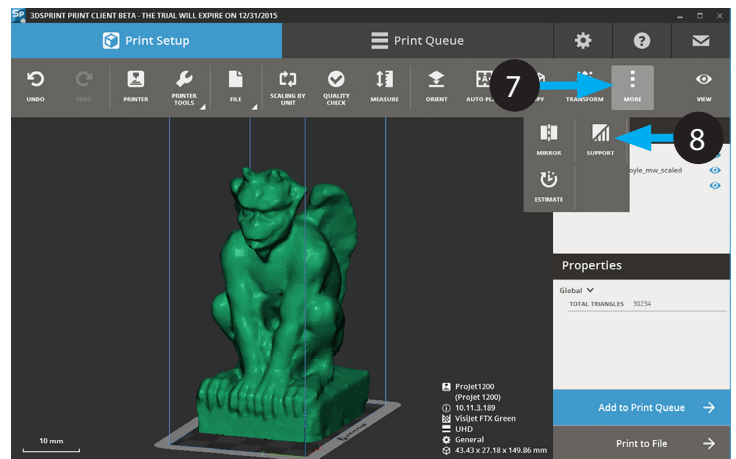 Sp 3DSPRINT PRINT CLIENT BETA - THE TRIAL WILL EXPIRE ON 12/31/2015
Print Setup
Print Queue
UNDO
REDO
PRINTER
PRINTER TOOLS
FILE
SCALING BY UNIT
QUALITY CHECK
MEASURE
ORIENT
AUTO
TRANSFORM
MORE
VIEW
7
8
MIRROR
SUPPORT
ESTIMATE
oyle_mw_scaled
Properties
Global
TOTAL TRIANGLES 30234
ProJet1200
(ProJet 1200)
10.11.3.189
VisiJet FTX Green
UHD
General
43.43 x 27.18 x 149.86 mm
10 mm
Add to Print Queue
Print to File